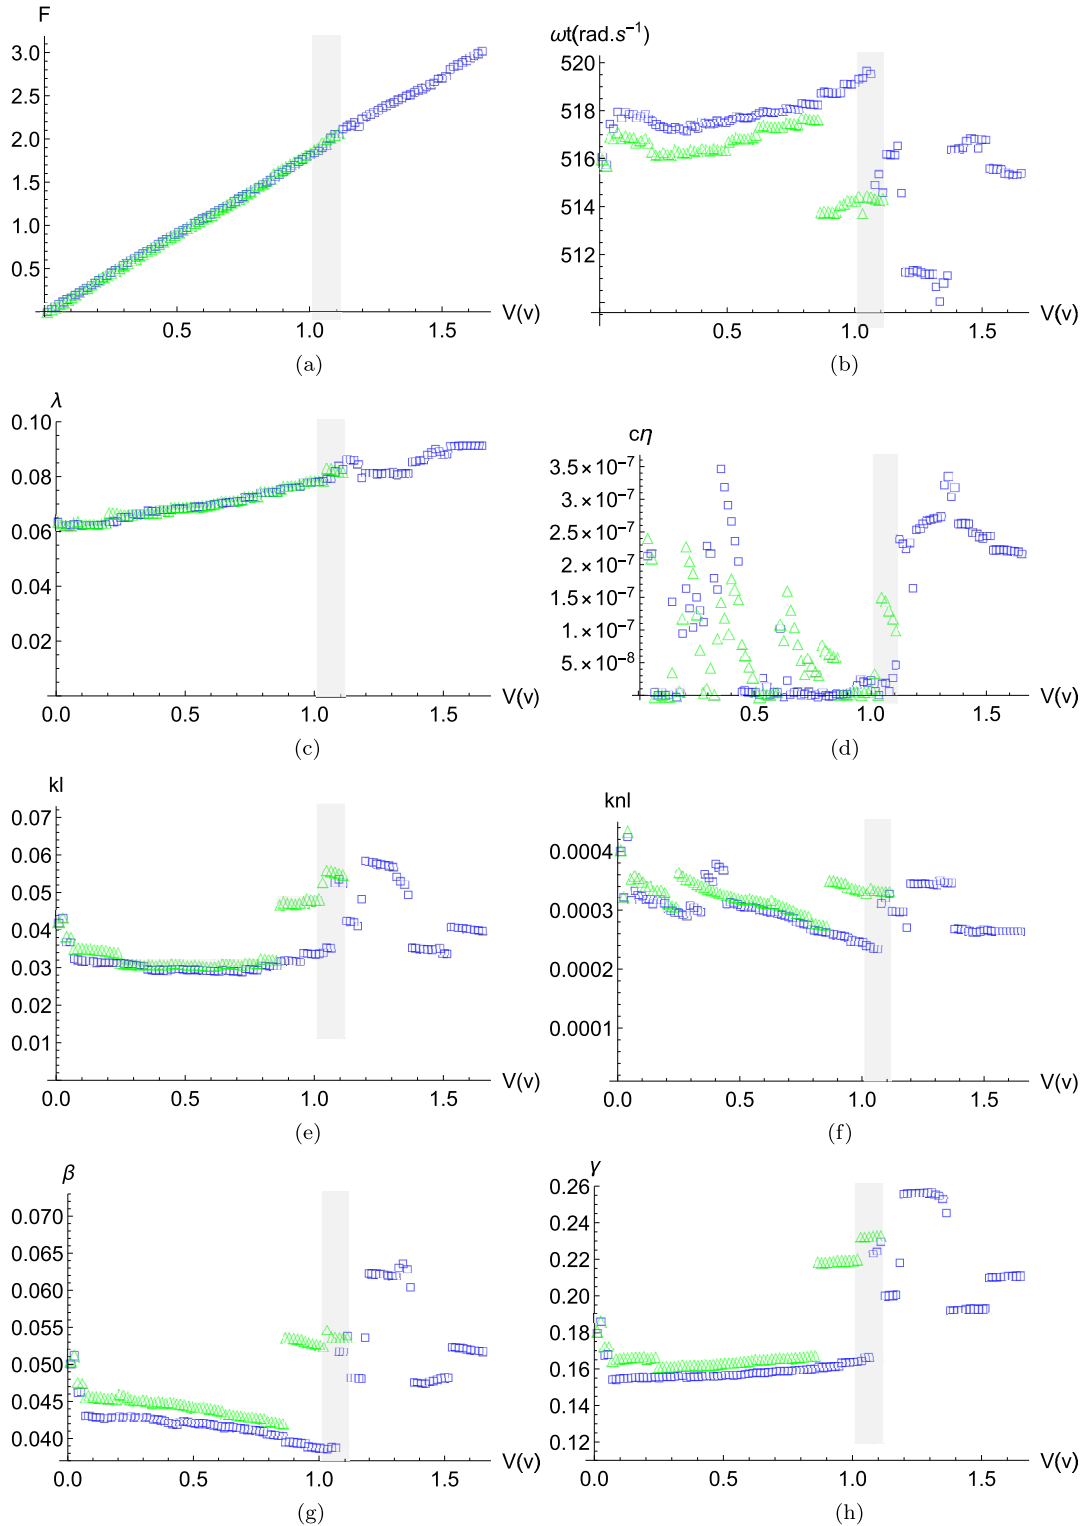 F
3.0
2.5
2.0
1.5
1.0
0.5
0.5 1.0 1.5 V(v)
(a)
ωt(rad.s⁻¹)
520
518
516
514
512
0.5 1.0 1.5 V(v)
(b)
λ
0.10
0.08
0.06
0.04
0.02
0.0 0.5 1.0 1.5 V(v)
(c)
cη
3.5×10⁻⁷
3.×10⁻⁷
2.5×10⁻⁷
2.×10⁻⁷
1.5×10⁻⁷
1.×10⁻⁷
5.×10⁻⁸
0.5 1.0 1.5 V(v)
(d)
kl
0.07
0.06
0.05
0.04
0.03
0.02
0.01
0.0 0.5 1.0 1.5 V(v)
(e)
knl
0.0004
0.0003
0.0002
0.0001
0.0 0.5 1.0 1.5 V(v)
(f)
β
0.070
0.065
0.060
0.055
0.050
0.045
0.040
0.0 0.5 1.0 1.5 V(v)
(g)
γ
0.26
0.24
0.22
0.20
0.18
0.16
0.14
0.12
0.0 0.5 1.0 1.5 V(v)
(h)